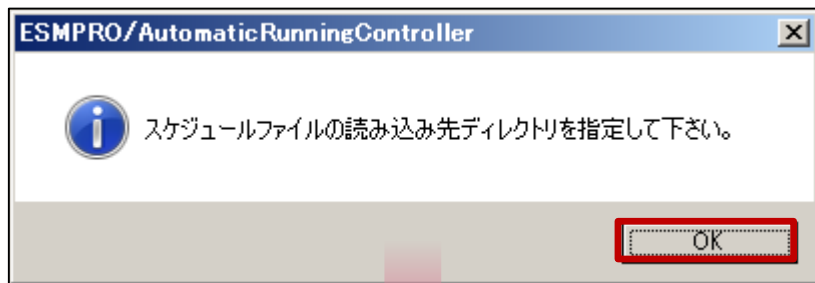 ESMPRO/AutomaticRunningController
スケジュールファイルの読み込み先ディレクトリを指定して下さい。
OK